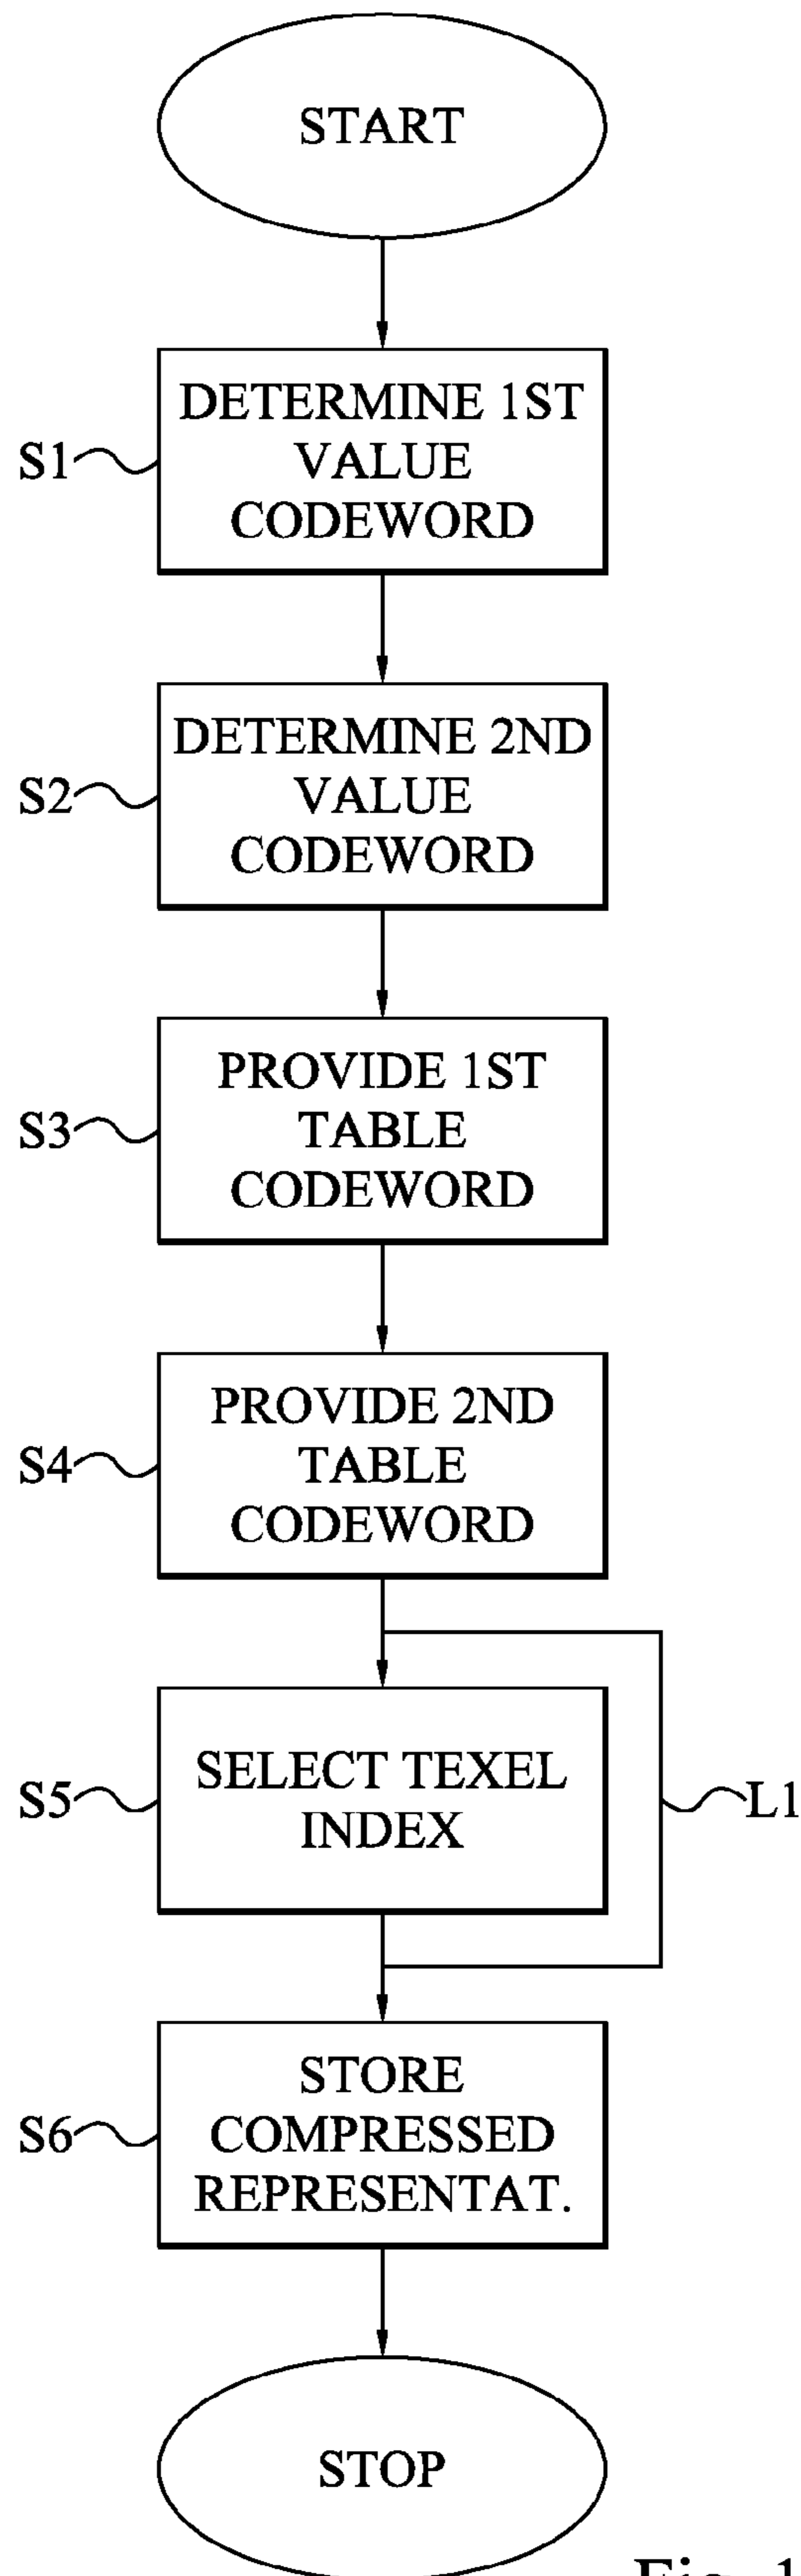 START
DETERMINE 1ST
VALUE
CODEWORD
S1
DETERMINE 2ND
VALUE
CODEWORD
S2
PROVIDE 1ST
TABLE
CODEWORD
S3
PROVIDE 2ND
TABLE
CODEWORD
S4
SELECT TEXEL
INDEX
S5
L1
STORE
COMPRESSED
REPRESENTAT.
S6
STOP